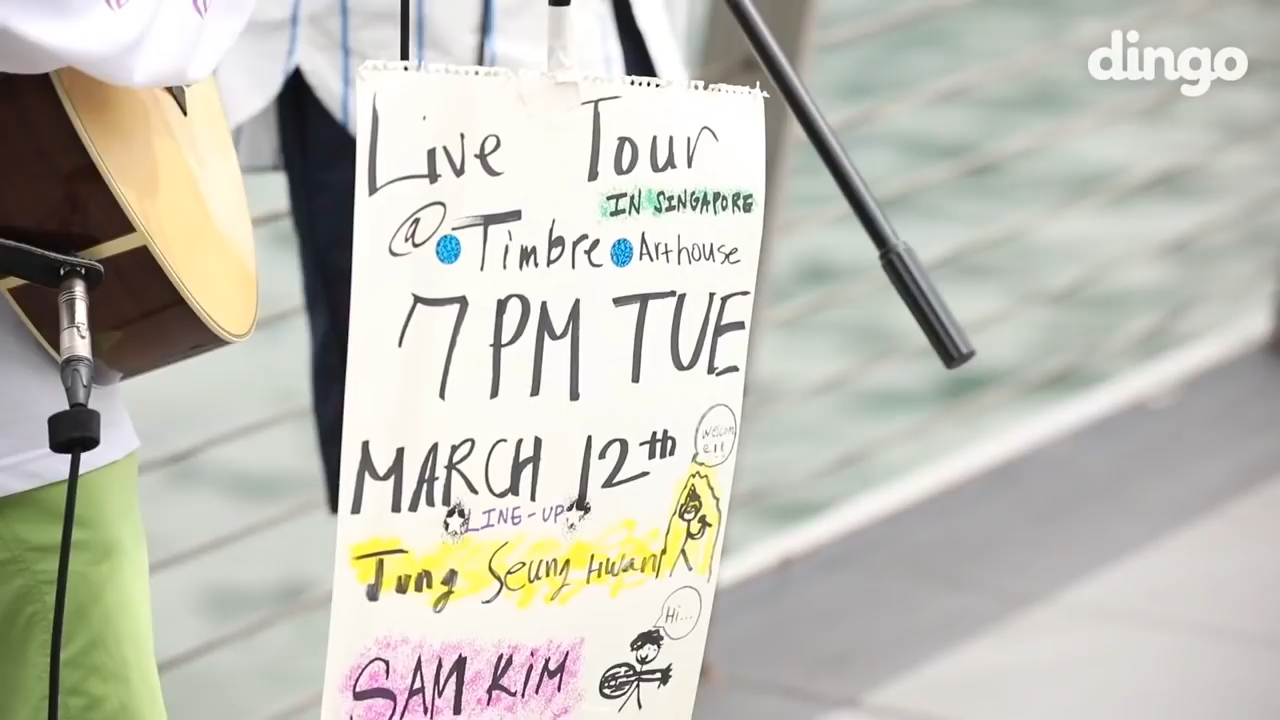 dingo
Live Tour
IN SINGAPORE
@ Timbre Arthouse
7 PM TUE
MARCH 12th
welcom
e!!
LINE-UP
Jung Seung Hwan
Hi...
SAM KIM